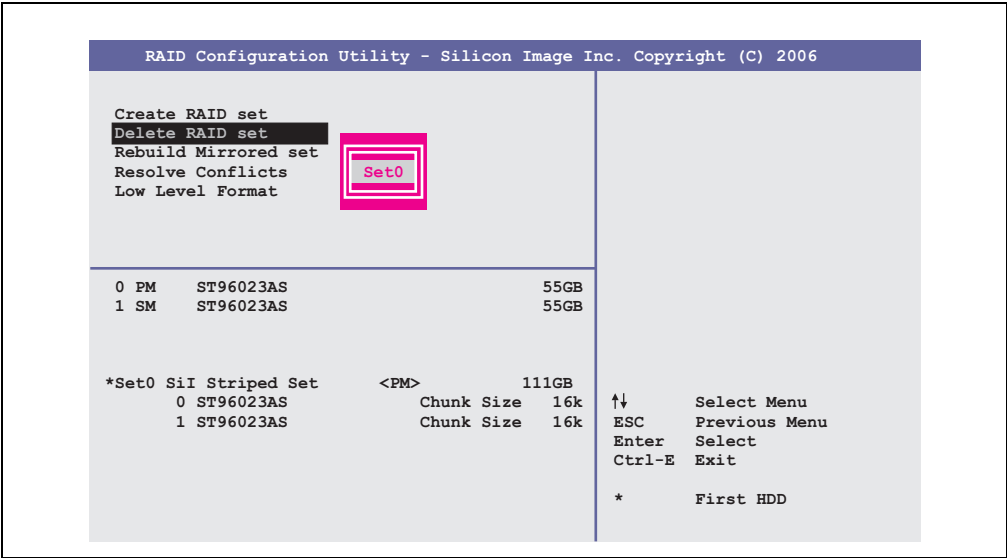 RAID Configuration Utility - Silicon Image Inc. Copyright (C) 2006
Create RAID set
Delete RAID set
Rebuild Mirrored set
Resolve Conflicts
Low Level Format
Set0
0 PM ST96023AS 55GB
1 SM ST96023AS 55GB
*Set0 SiI Striped Set <PM> 111GB
0 ST96023AS Chunk Size 16k
1 ST96023AS Chunk Size 16k
↑↓ Select Menu
ESC Previous Menu
Enter Select
Ctrl-E Exit
* First HDD